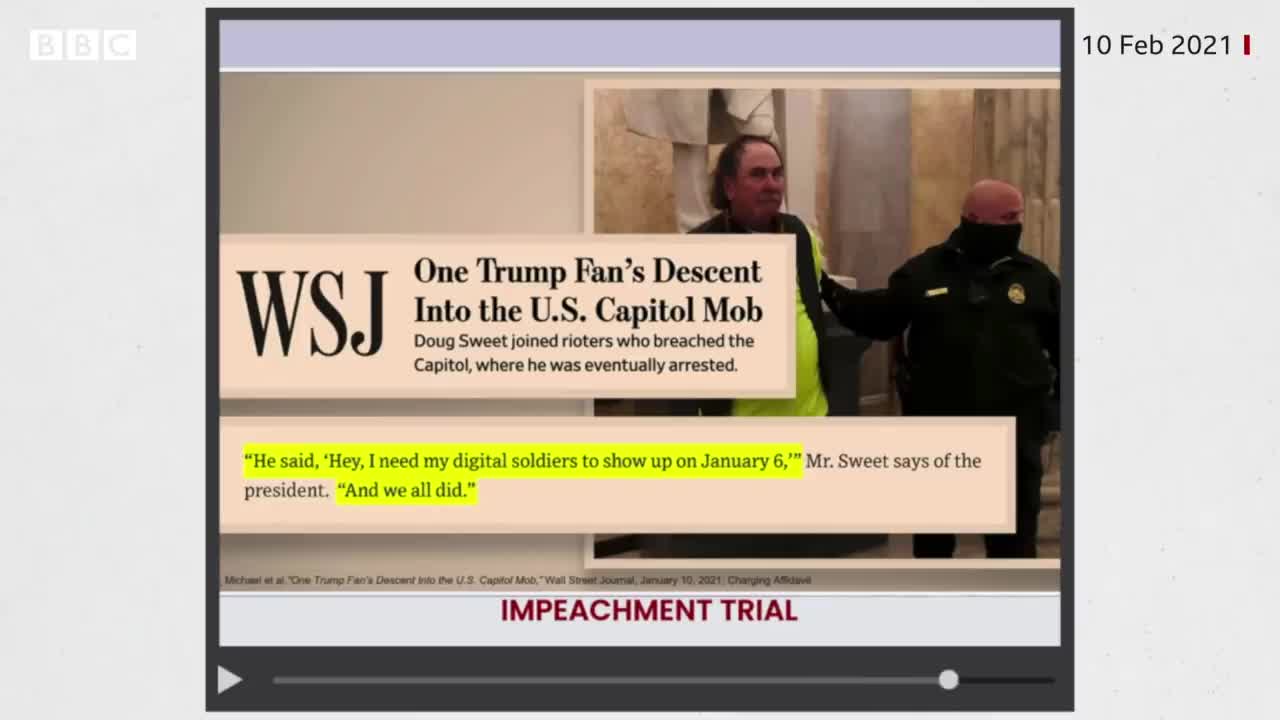 BBC
10 Feb 2021
WSJ
One Trump Fan’s Descent
Into the U.S. Capitol Mob
Doug Sweet joined rioters who breached the
Capitol, where he was eventually arrested.
“He said, ‘Hey, I need my digital soldiers to show up on January 6,’” Mr. Sweet says of the
president. “And we all did.”
Michael et al. "One Trump Fan's Descent Into the U.S. Capitol Mob," Wall Street Journal, January 10, 2021; Charging Affidavit
IMPEACHMENT TRIAL